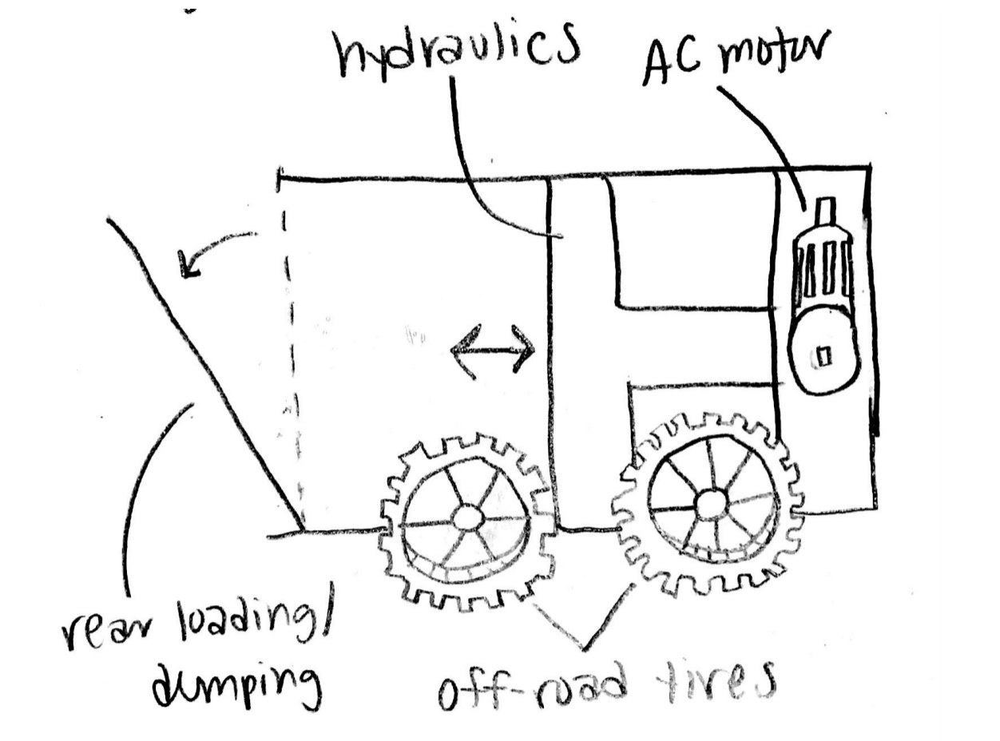 hydraulics
AC motor
rear loading/
dumping
off-road tires